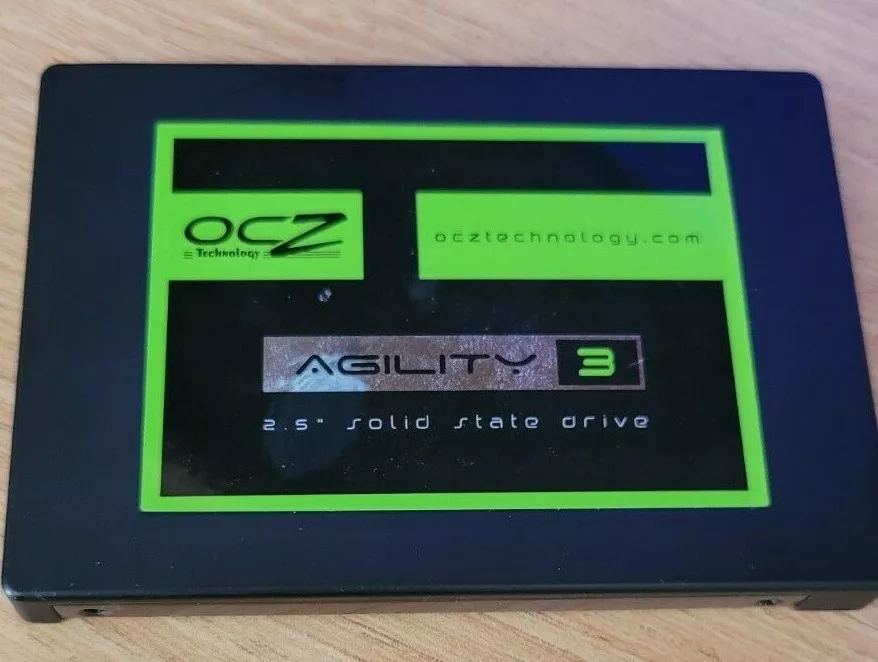 OCZ
Technology
ocztechnology.com
AGILITY 3
2.5" solid state drive